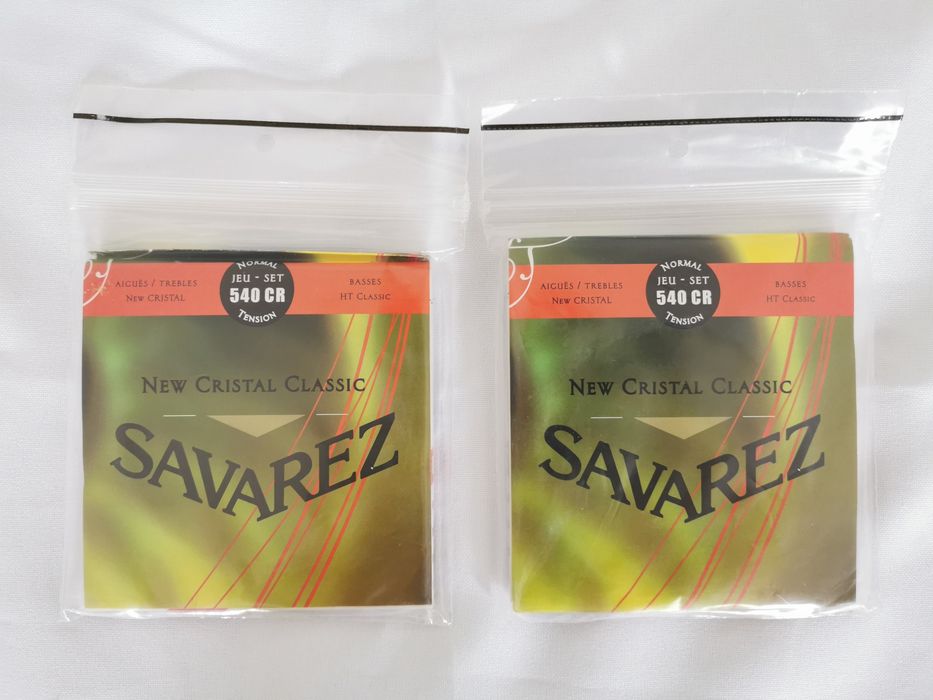 NORMAL
JEU - SET
540 CR
TENSION
AIGUËS / TREBLES
NEW CRISTAL
BASSES
HT CLASSIC
NEW CRISTAL CLASSIC
SAVAREZ
NORMAL
JEU - SET
540 CR
TENSION
AIGUËS / TREBLES
NEW CRISTAL
BASSES
HT CLASSIC
NEW CRISTAL CLASSIC
SAVAREZ